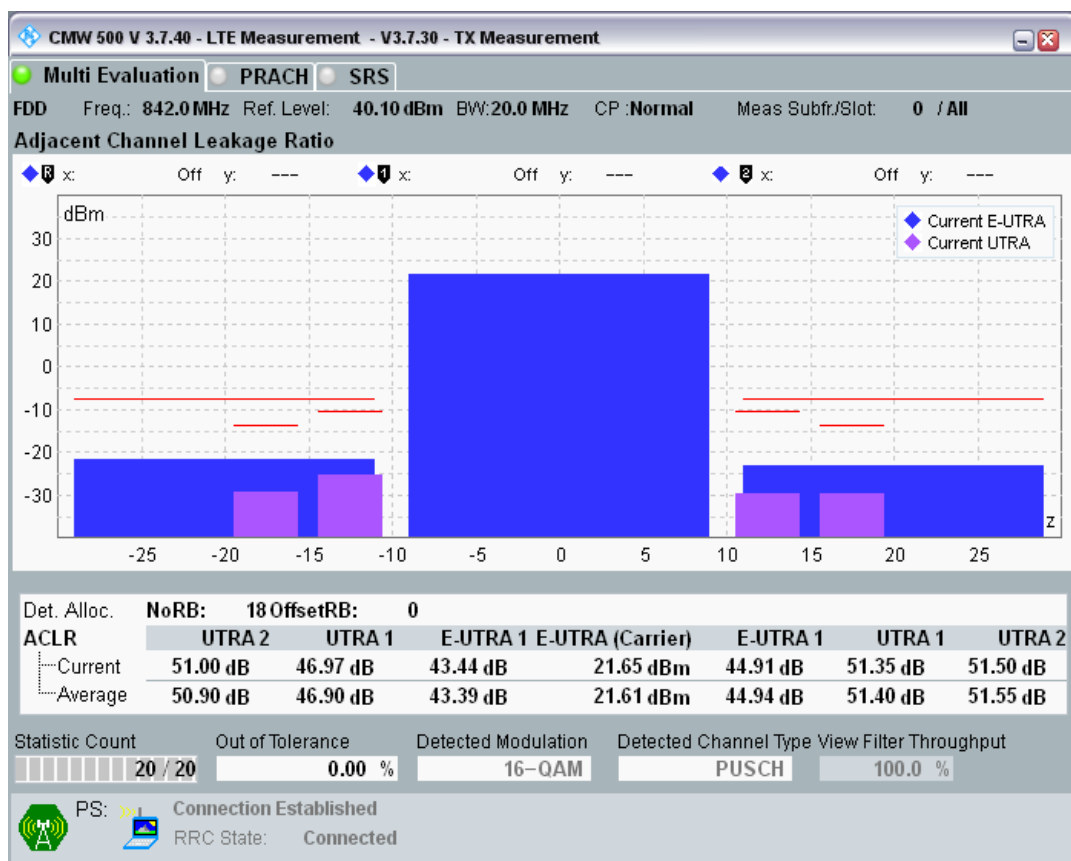 CMW 500 V 3.7.40 - LTE Measurement - V3.7.30 - TX Measurement
Multi Evaluation PRACH SRS
FDD Freq.: 842.0 MHz Ref. Level: 40.10 dBm BW:20.0 MHz CP :Normal Meas Subfr./Slot: 0 / All
Adjacent Channel Leakage Ratio
R x: Off y: --- 1 x: Off y: --- 2 x: Off y: ---
dBm
Current E-UTRA
Current UTRA
30
20
10
0
-10
-20
-30
z
-25 -20 -15 -10 -5 0 5 10 15 20 25
Det. Alloc. NoRB: 18 OffsetRB: 0
ACLR UTRA 2 UTRA 1 E-UTRA 1 E-UTRA (Carrier) E-UTRA 1 UTRA 1 UTRA 2
Current 51.00 dB 46.97 dB 43.44 dB 21.65 dBm 44.91 dB 51.35 dB 51.50 dB
Average 50.90 dB 46.90 dB 43.39 dB 21.61 dBm 44.94 dB 51.40 dB 51.55 dB
Statistic Count Out of Tolerance Detected Modulation Detected Channel Type View Filter Throughput
20 / 20 0.00 % 16-QAM PUSCH 100.0 %
PS: Connection Established
RRC State: Connected